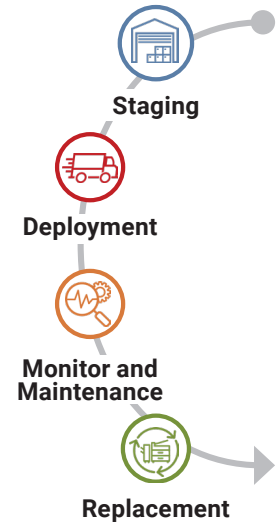 Staging
Deployment
Monitor and
Maintenance
Replacement